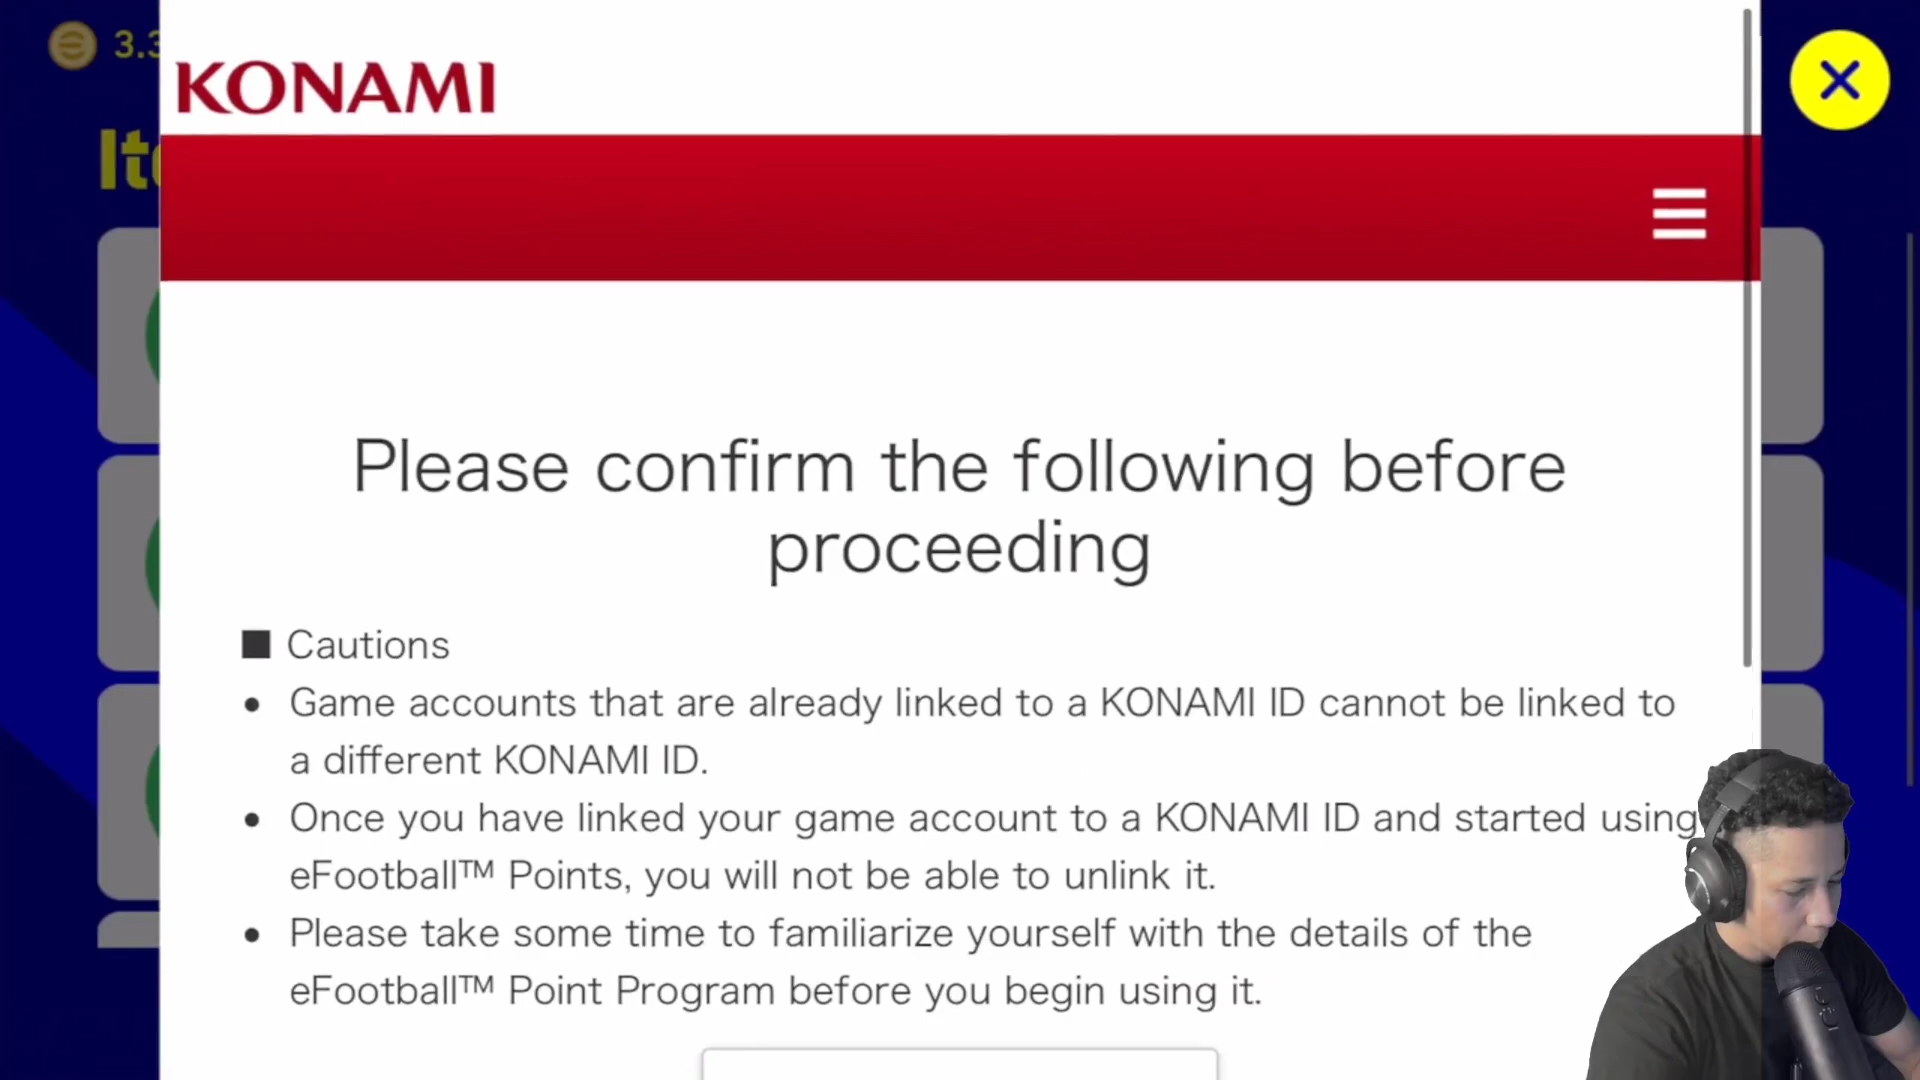 KONAMI
Please confirm the following before
proceeding
■ Cautions
• Game accounts that are already linked to a KONAMI ID cannot be linked to
a different KONAMI ID.
• Once you have linked your game account to a KONAMI ID and started using
eFootball™ Points, you will not be able to unlink it.
• Please take some time to familiarize yourself with the details of the
eFootball™ Point Program before you begin using it.